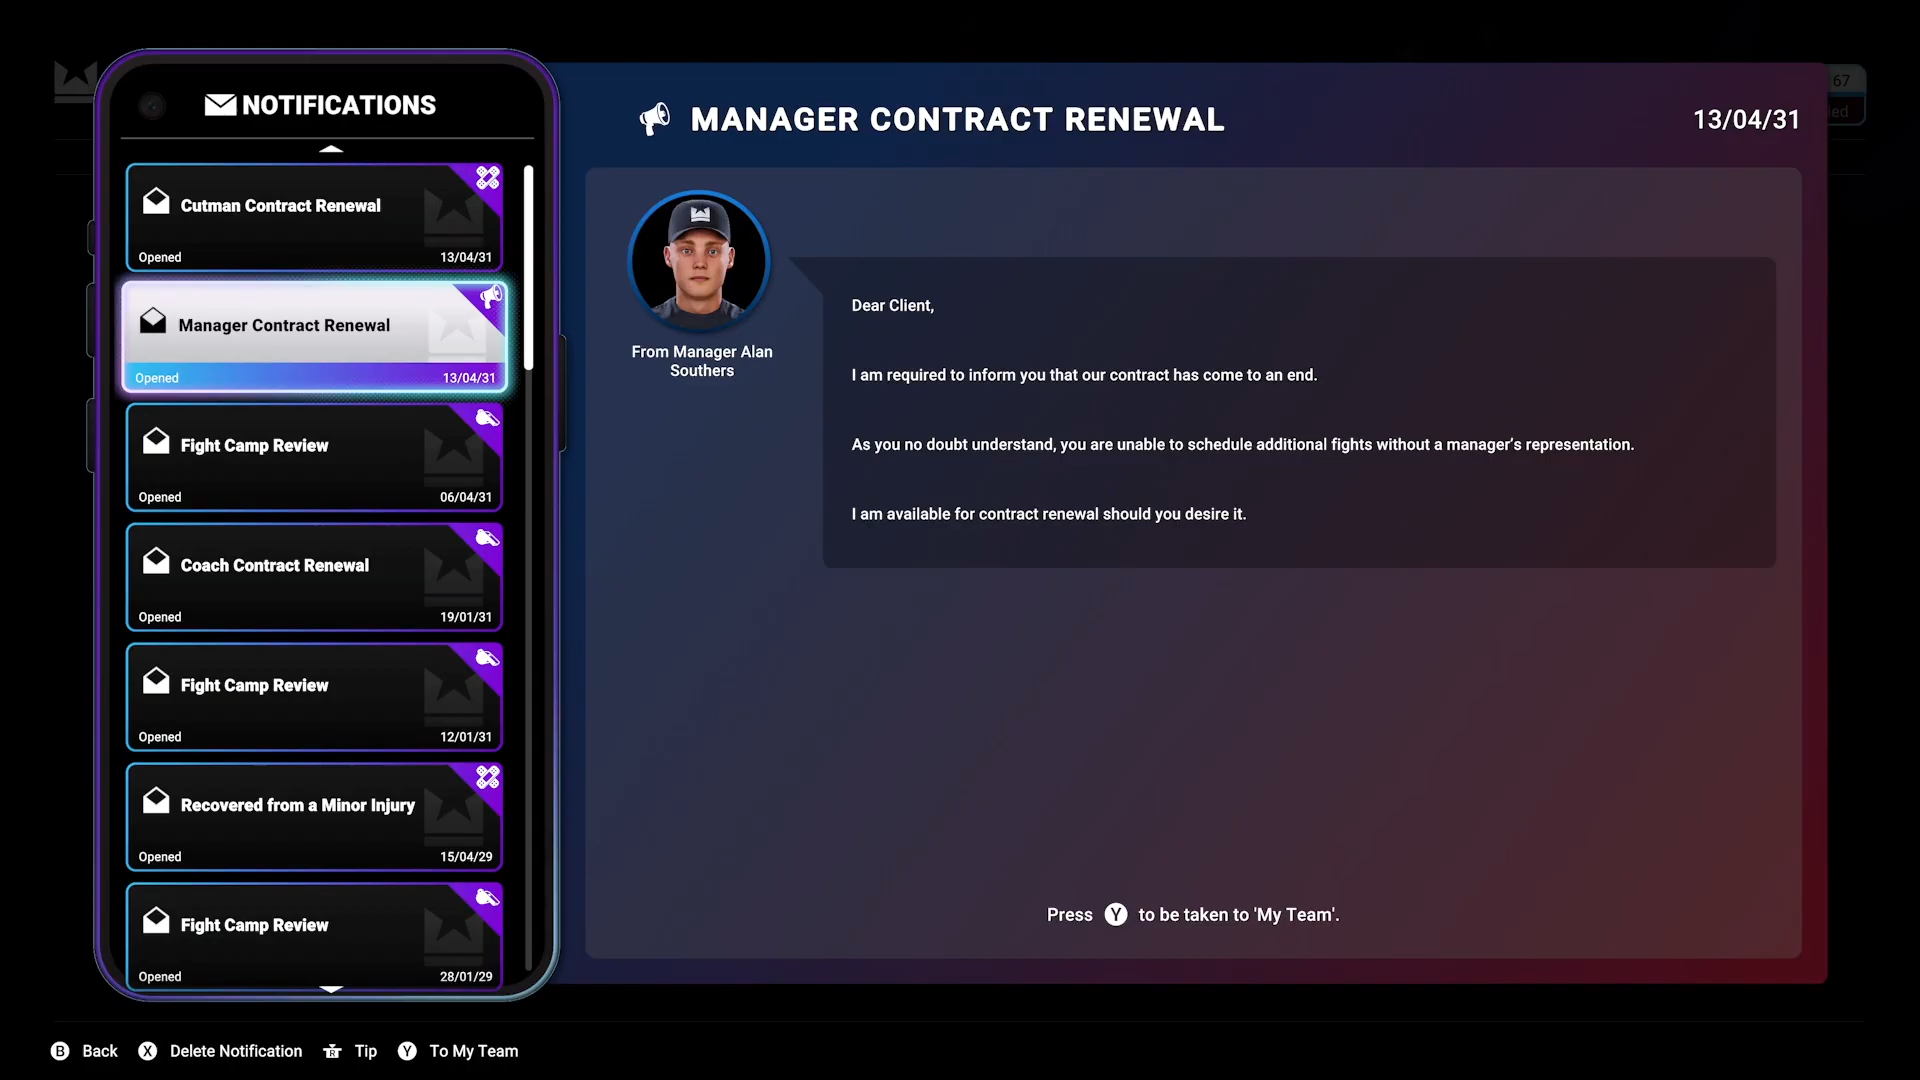 NOTIFICATIONS
Cutman Contract Renewal
Opened 13/04/31
Manager Contract Renewal
Opened 13/04/31
Fight Camp Review
Opened 06/04/31
Coach Contract Renewal
Opened 19/01/31
Fight Camp Review
Opened 12/01/31
Recovered from a Minor Injury
Opened 15/04/29
Fight Camp Review
Opened 28/01/29
MANAGER CONTRACT RENEWAL
13/04/31
67
From Manager Alan
Southers
Dear Client,
I am required to inform you that our contract has come to an end.
As you no doubt understand, you are unable to schedule additional fights without a manager’s representation.
I am available for contract renewal should you desire it.
Press Y to be taken to 'My Team'.
B Back X Delete Notification R Tip Y To My Team